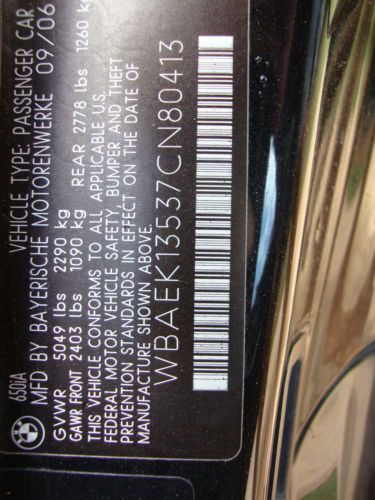 650iA VEHICLE TYPE: PASSENGER CAR
MFD BY BAYERISCHE MOTORENWERKE 09/06
GVWR 5049 lbs 2290 kg
GAWR FRONT 2403 lbs 1090 kg REAR 2778 lbs 1260 kg
THIS VEHICLE CONFORMS TO ALL APPLICABLE U.S.
FEDERAL MOTOR VEHICLE SAFETY, BUMPER AND THEFT
PREVENTION STANDARDS IN EFFECT ON THE DATE OF
MANUFACTURE SHOWN ABOVE.
WBAEK13537CN80413